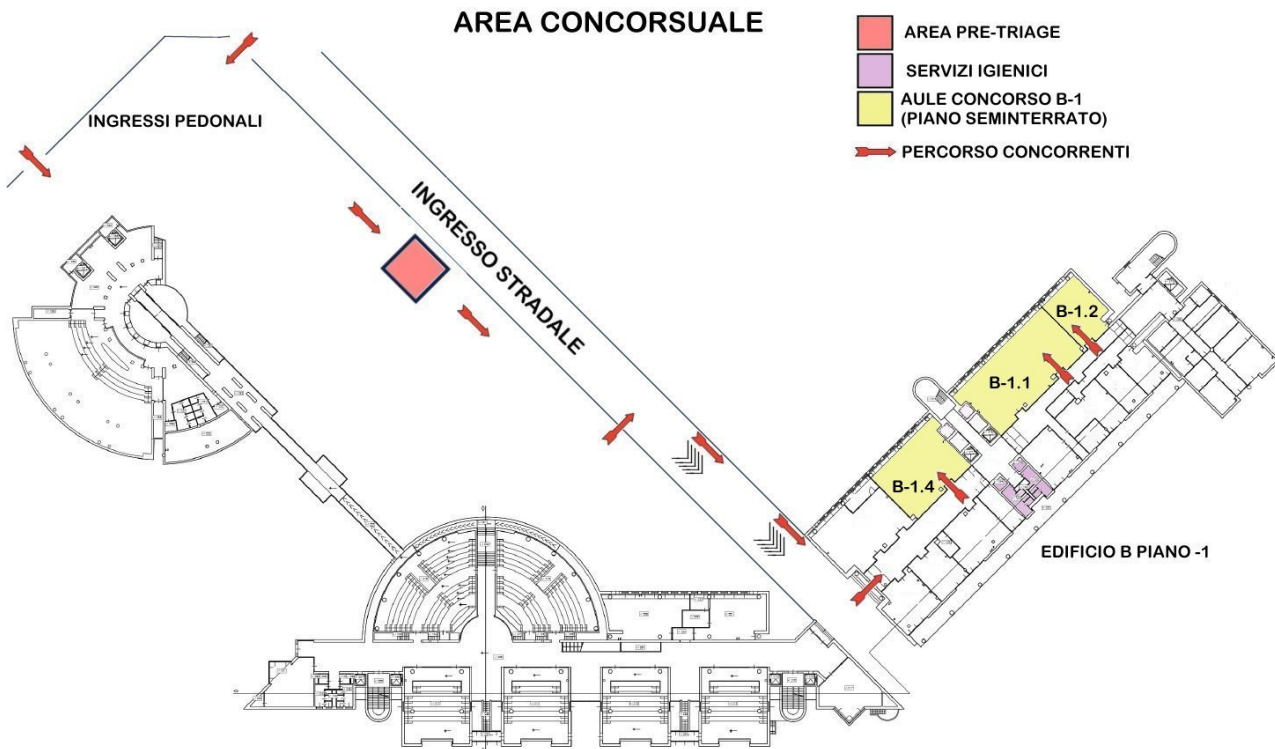 AREA CONCORSUALE
AREA PRE-TRIAGE
SERVIZI IGIENICI
AULE CONCORSO B-1
(PIANO SEMINTERRATO)
PERCORSO CONCORRENTI
INGRESSI PEDONALI
INGRESSO STRADALE
B-1.2
B-1.1
B-1.4
EDIFICIO B PIANO -1